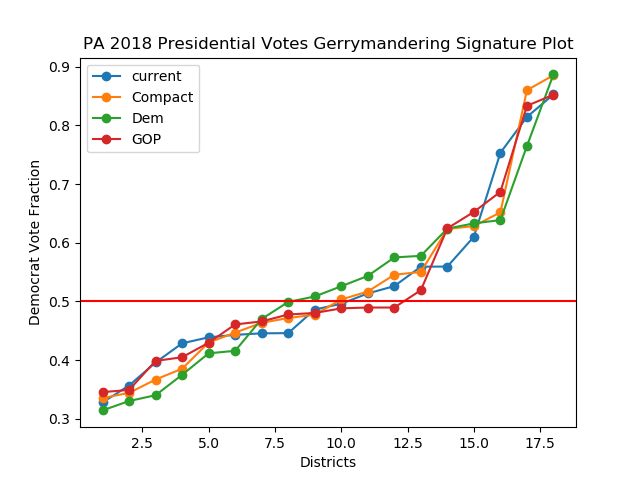 PA 2018 Presidential Votes Gerrymandering Signature Plot
current
Compact
Dem
GOP
Democrat Vote Fraction
0.9
0.8
0.7
0.6
0.5
0.4
0.3
2.5 5.0 7.5 10.0 12.5 15.0 17.5
Districts